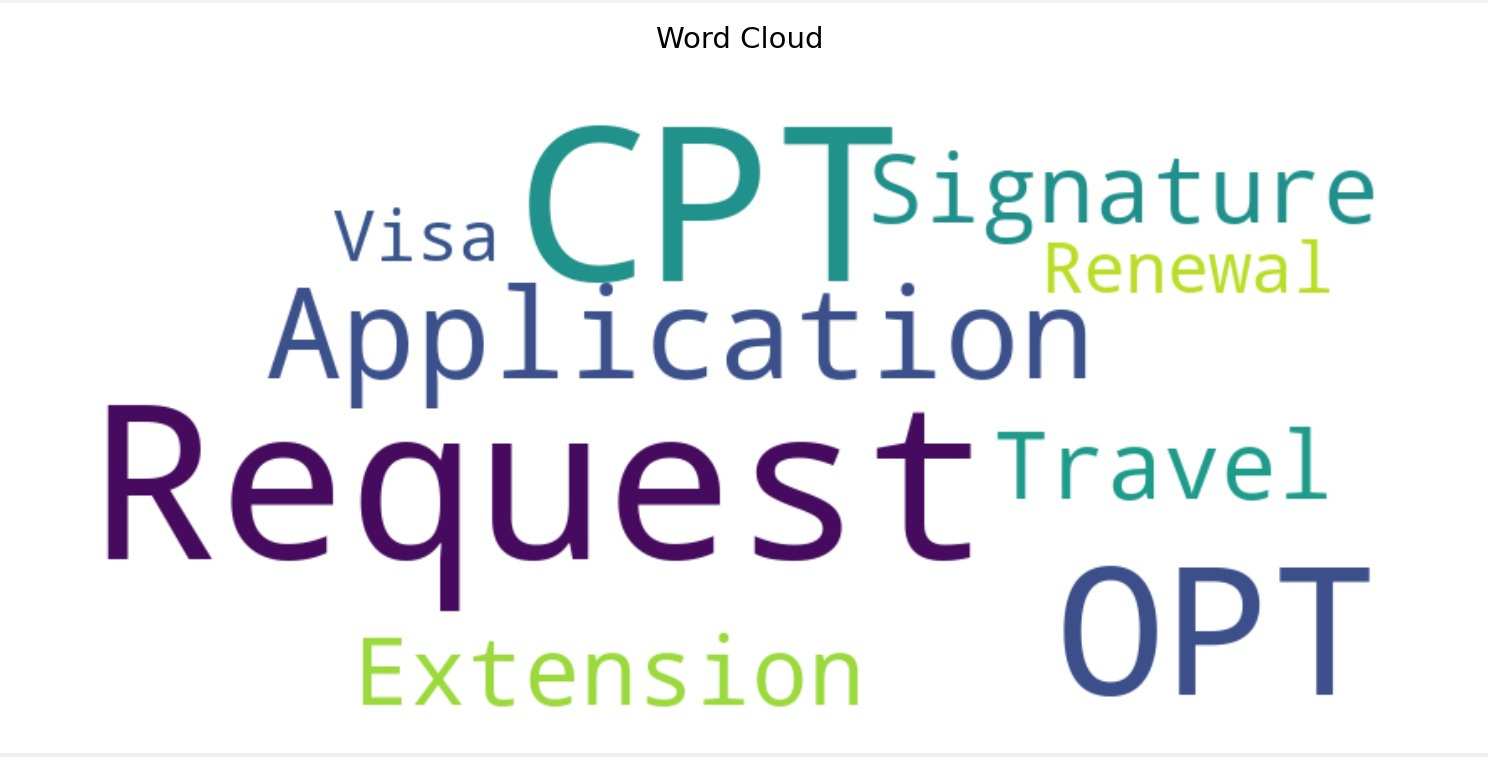 Word Cloud
CPT
Signature
Visa
Renewal
Application
Request
Travel
OPT
Extension